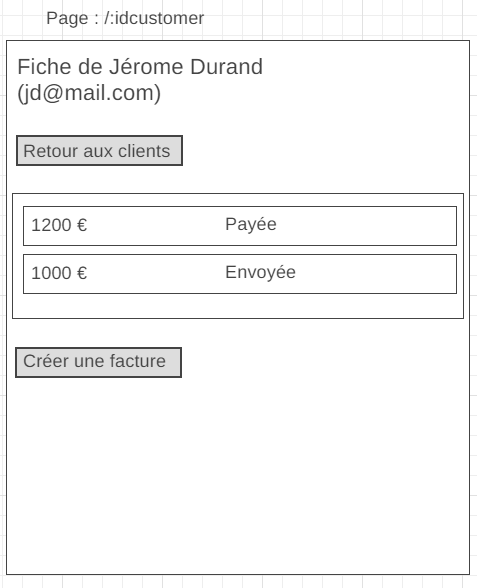 Page : /:idcustomer
Fiche de Jérome Durand
(jd@mail.com)
Retour aux clients
1200 € Payée
1000 € Envoyée
Créer une facture